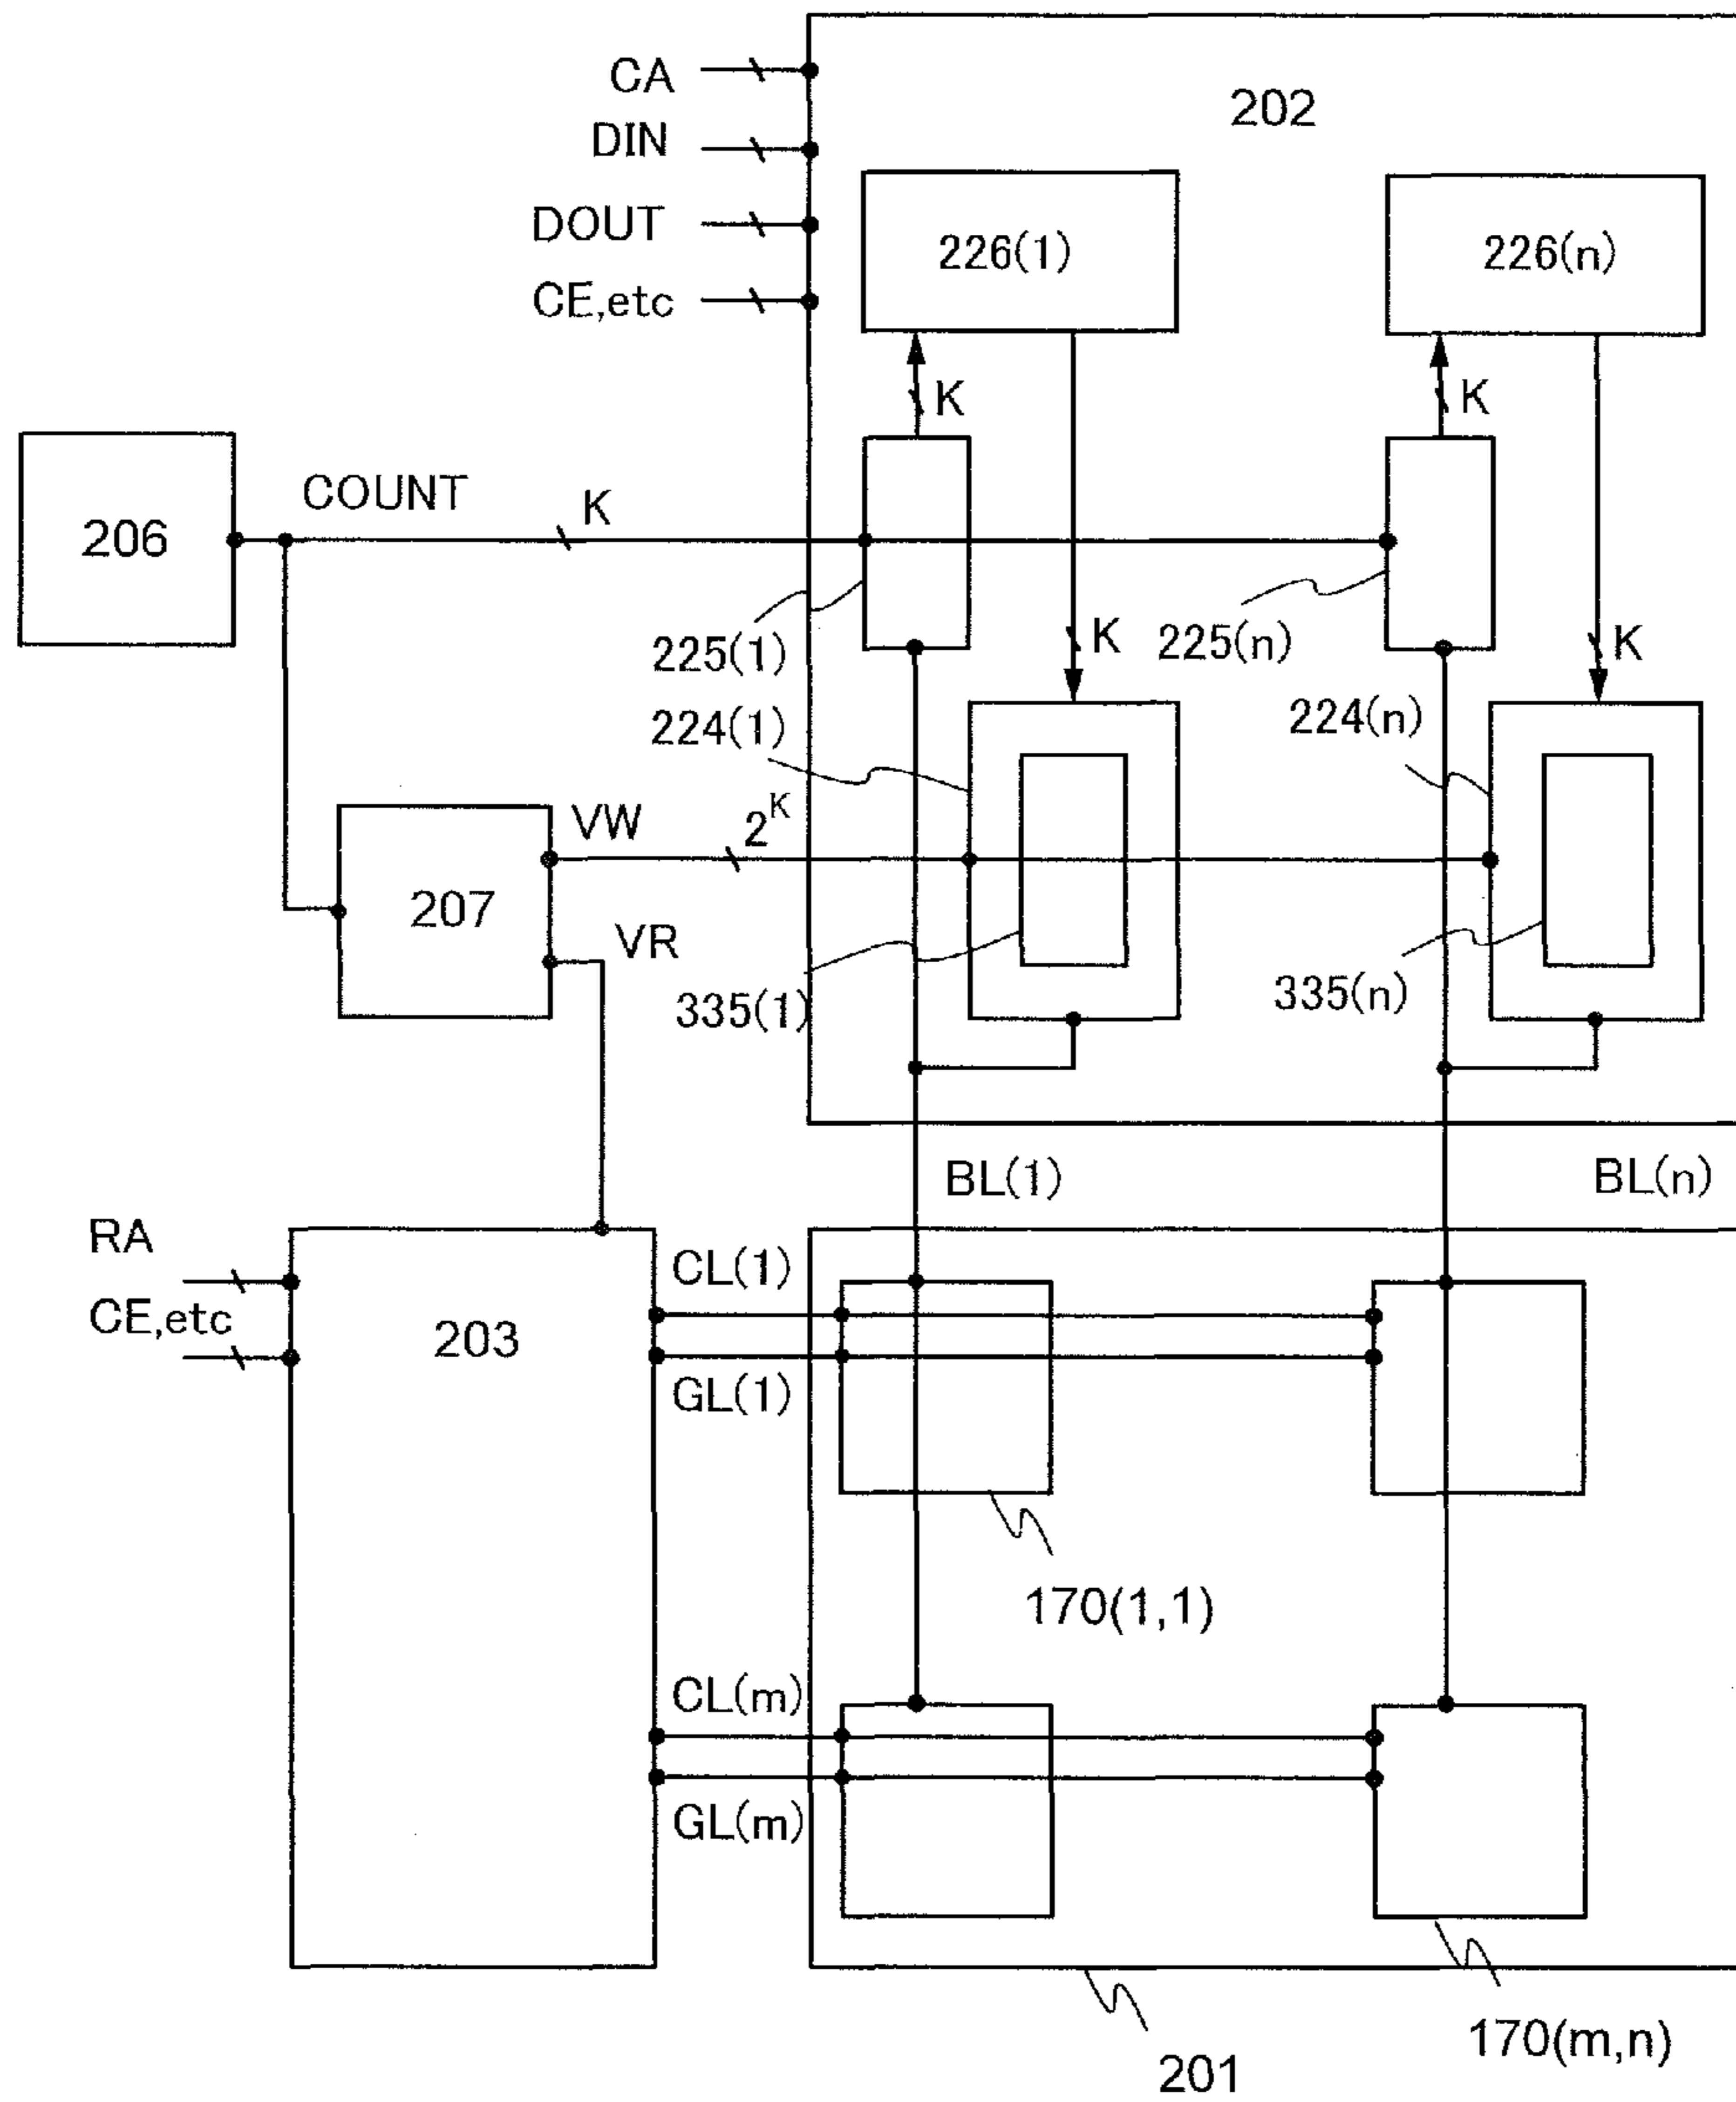 CA
202
DIN
DOUT
226(1)
226(n)
CE,etc
K
K
COUNT
K
206
225(1)
K
225(n)
K
224(1)
224(n)
VW
2^K
207
VR
335(1)
335(n)
BL(1)
BL(n)
RA
CL(1)
CE,etc
203
GL(1)
170(1,1)
CL(m)
GL(m)
170(m,n)
201